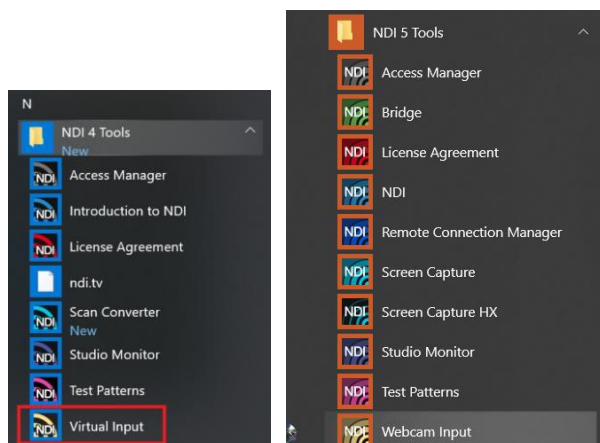 N
NDI 4 Tools
New
NDI Access Manager
NDI Introduction to NDI
NDI License Agreement
ndi.tv
NDI Scan Converter
New
NDI Studio Monitor
NDI Test Patterns
NDI Virtual Input
NDI 5 Tools
NDI Access Manager
NDI Bridge
NDI License Agreement
NDI NDI
NDI Remote Connection Manager
NDI Screen Capture
NDI Screen Capture HX
NDI Studio Monitor
NDI Test Patterns
NDI Webcam Input